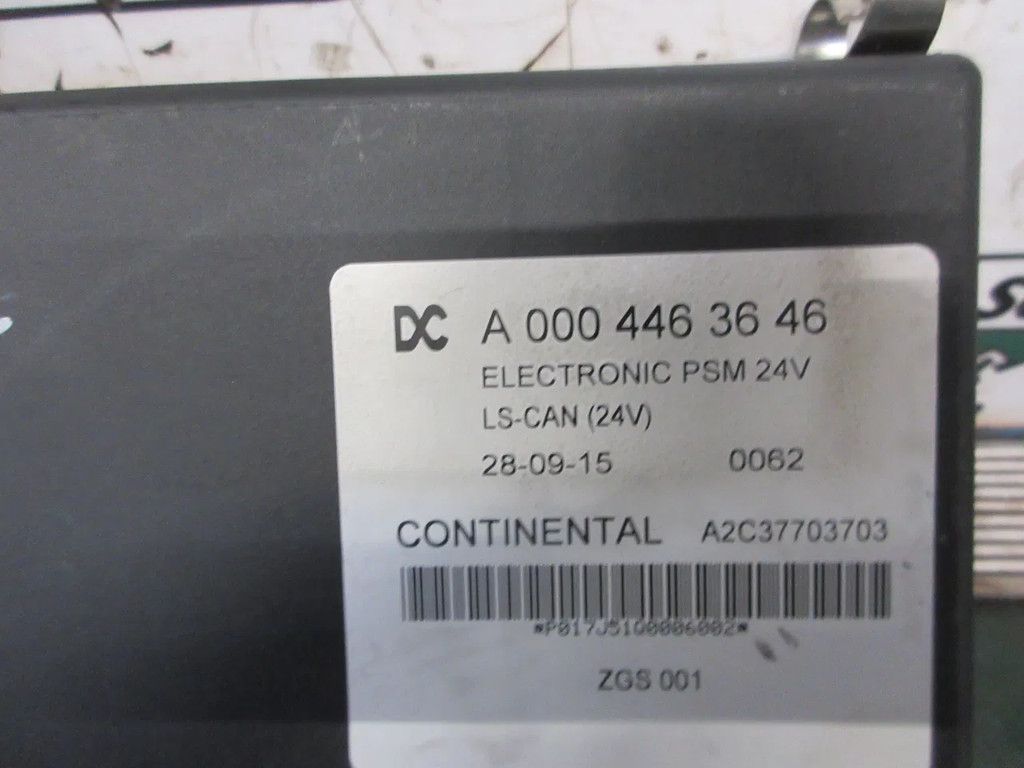 DC A 000 446 36 46
ELECTRONIC PSM 24V
LS-CAN (24V)
28-09-15 0062
CONTINENTAL A2C37703703
*P017J51Q0006002*
ZGS 001